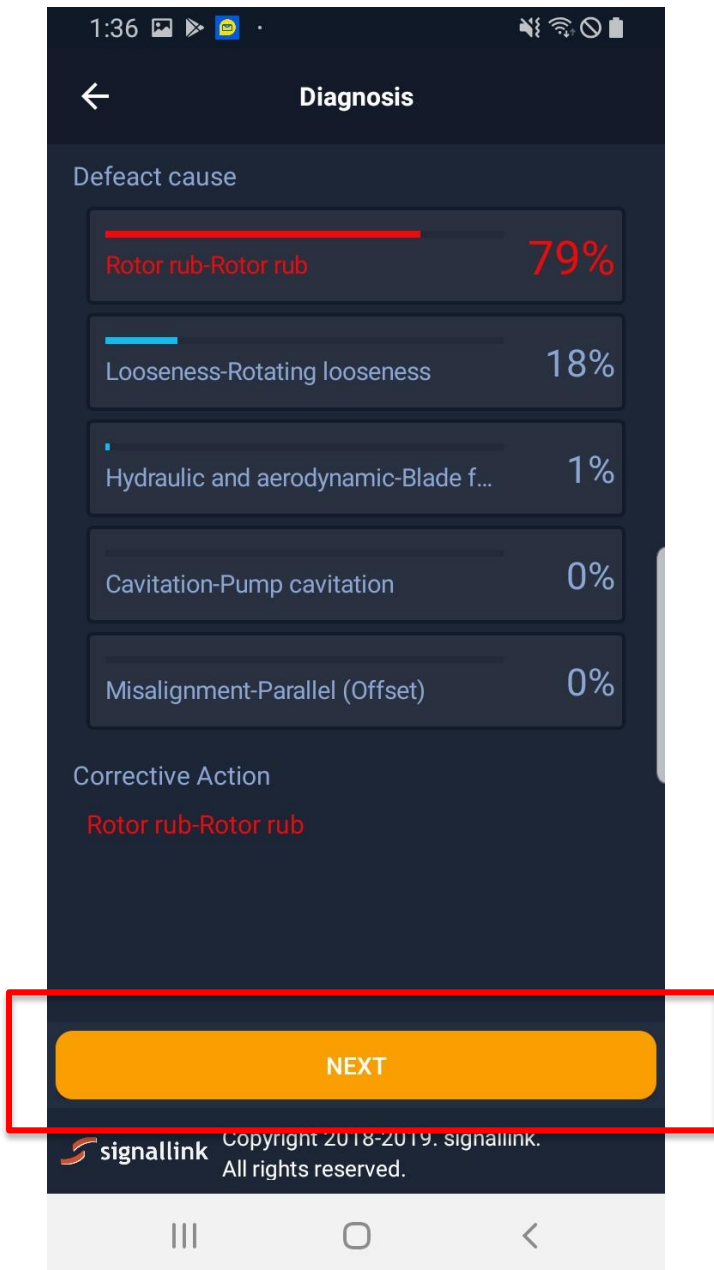 1:36
Diagnosis
Defeact cause
Rotor rub-Rotor rub
79%
Looseness-Rotating looseness
18%
Hydraulic and aerodynamic-Blade f...
1%
Cavitation-Pump cavitation
0%
Misalignment-Parallel (Offset)
0%
Corrective Action
Rotor rub-Rotor rub
NEXT
signallink
Copyright 2018-2019. signallink.
All rights reserved.